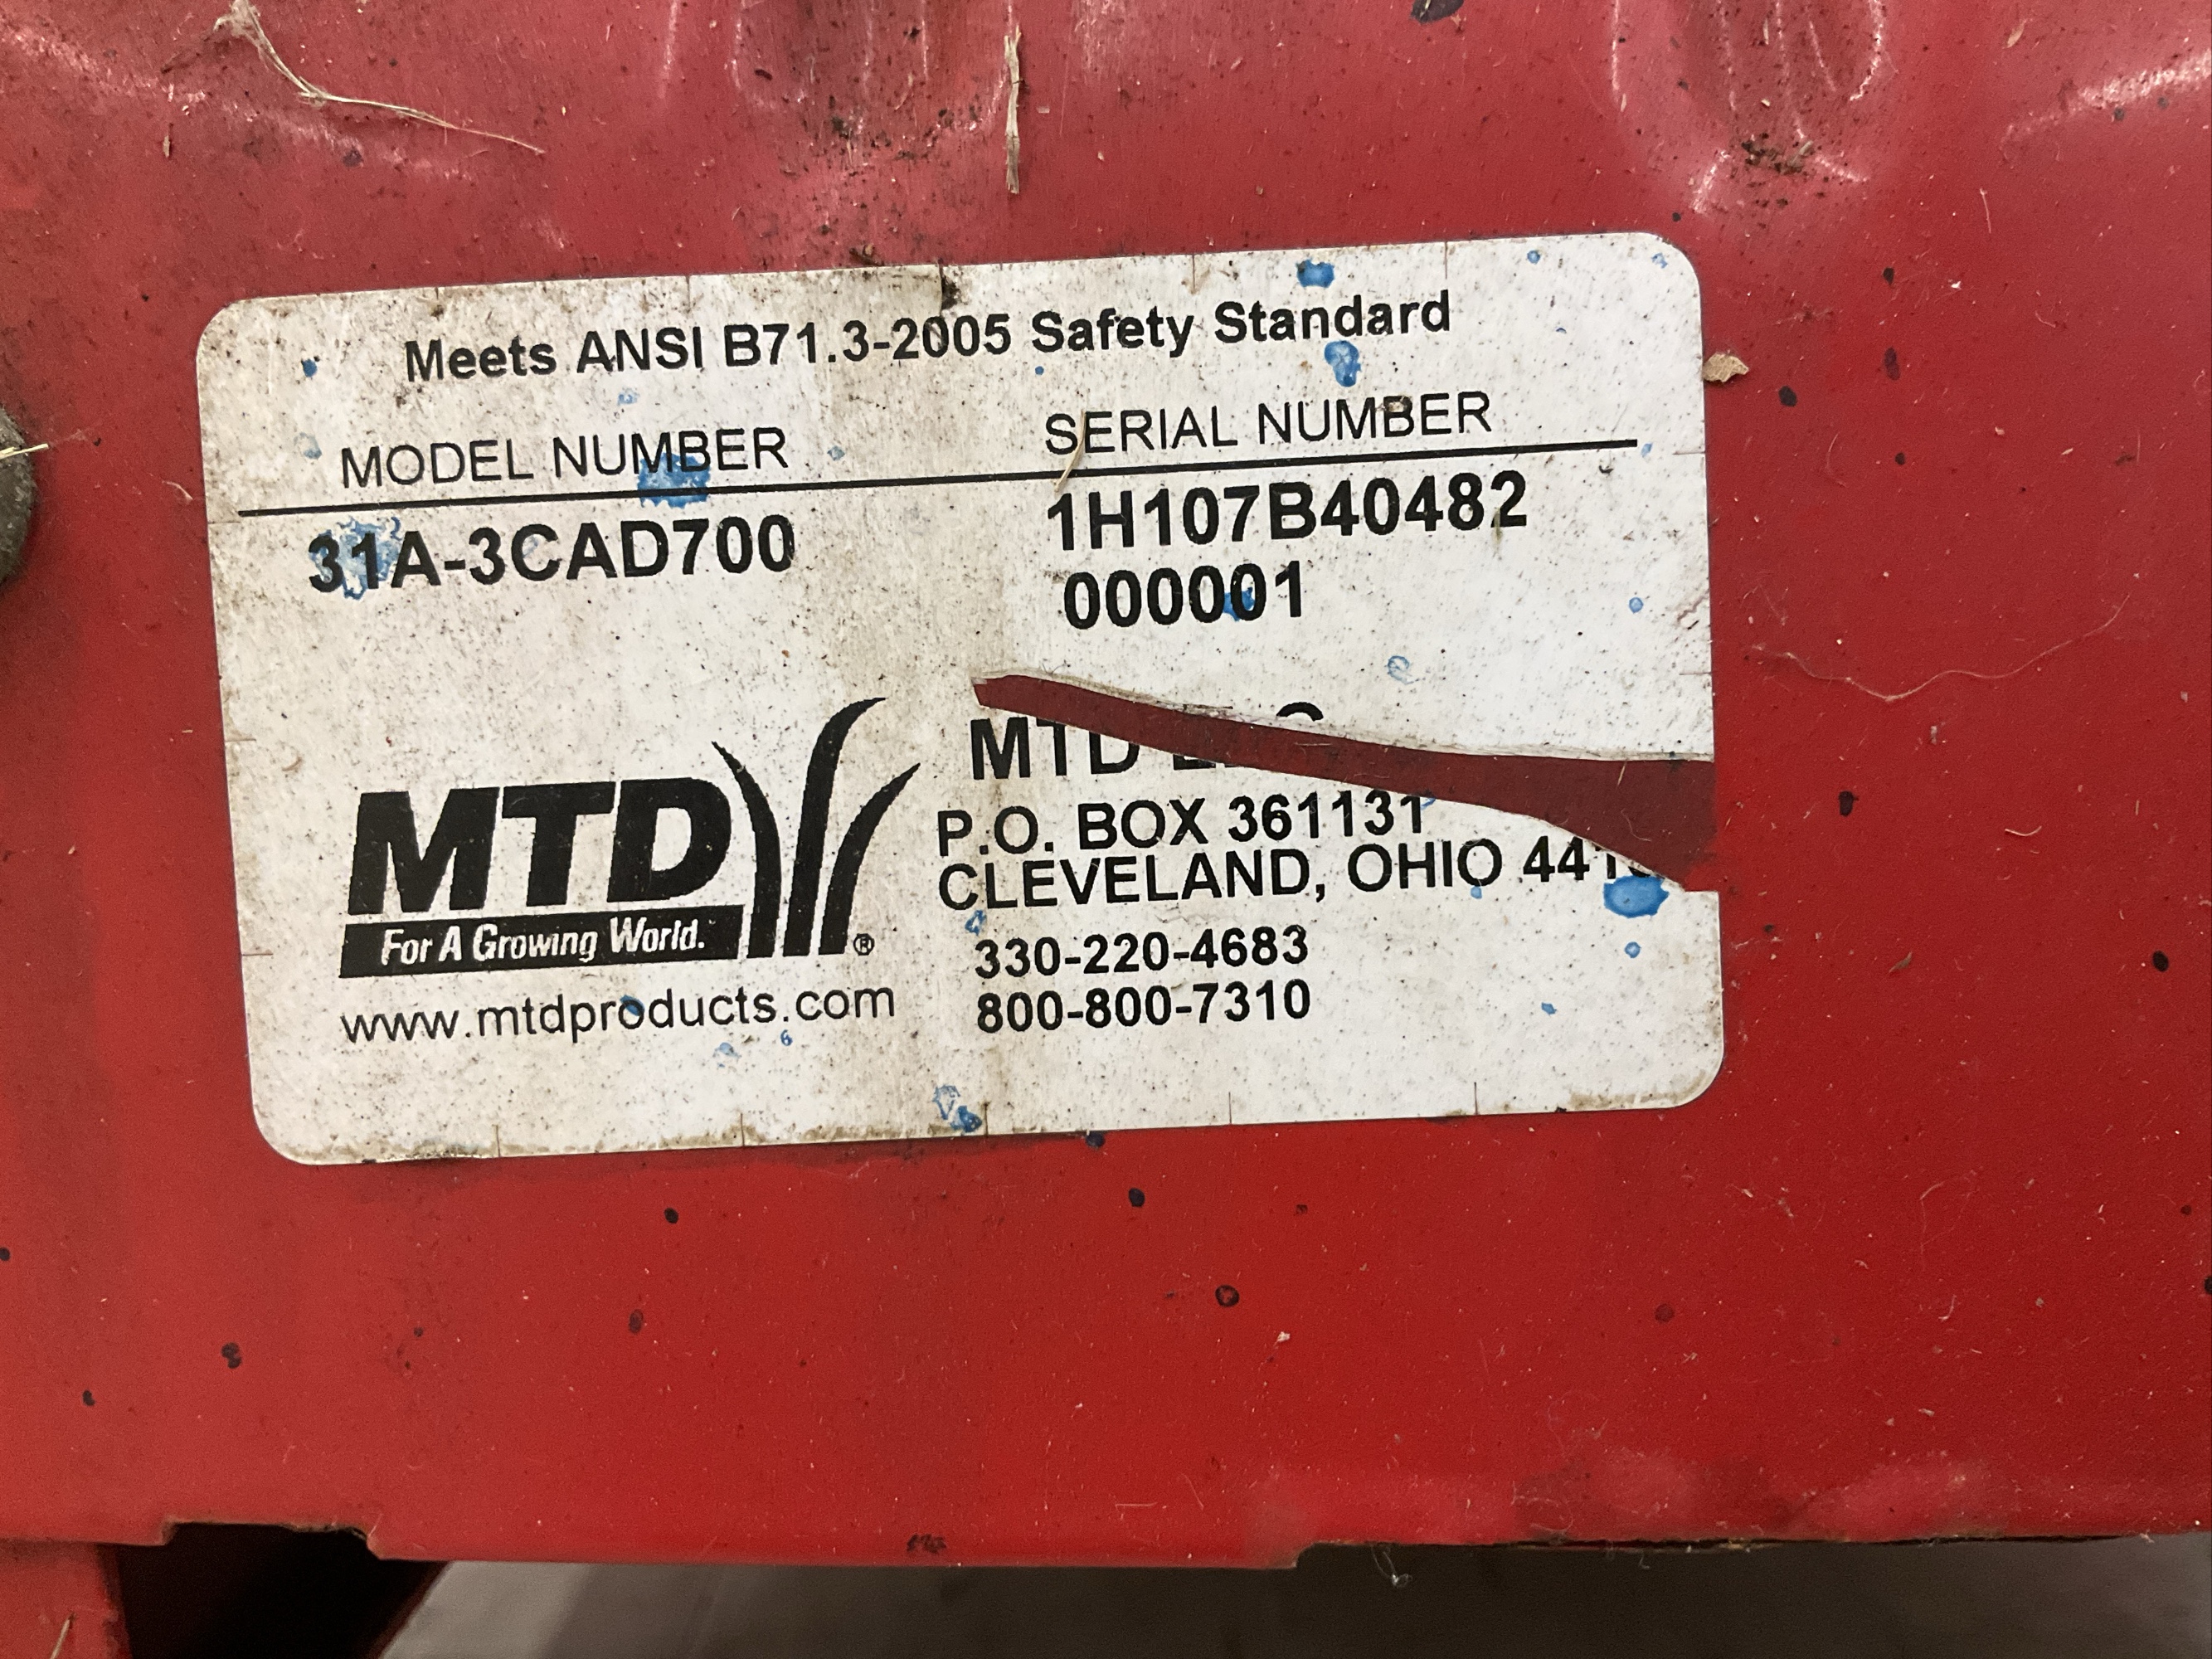 Meets ANSI B71.3-2005 Safety Standard
MODEL NUMBER SERIAL NUMBER
31A-3CAD700 1H107B40482
000001
MTD
MTD
For A Growing World.®
www.mtdproducts.com
P.O. BOX 361131
CLEVELAND, OHIO
330-220-4683
800-800-7310